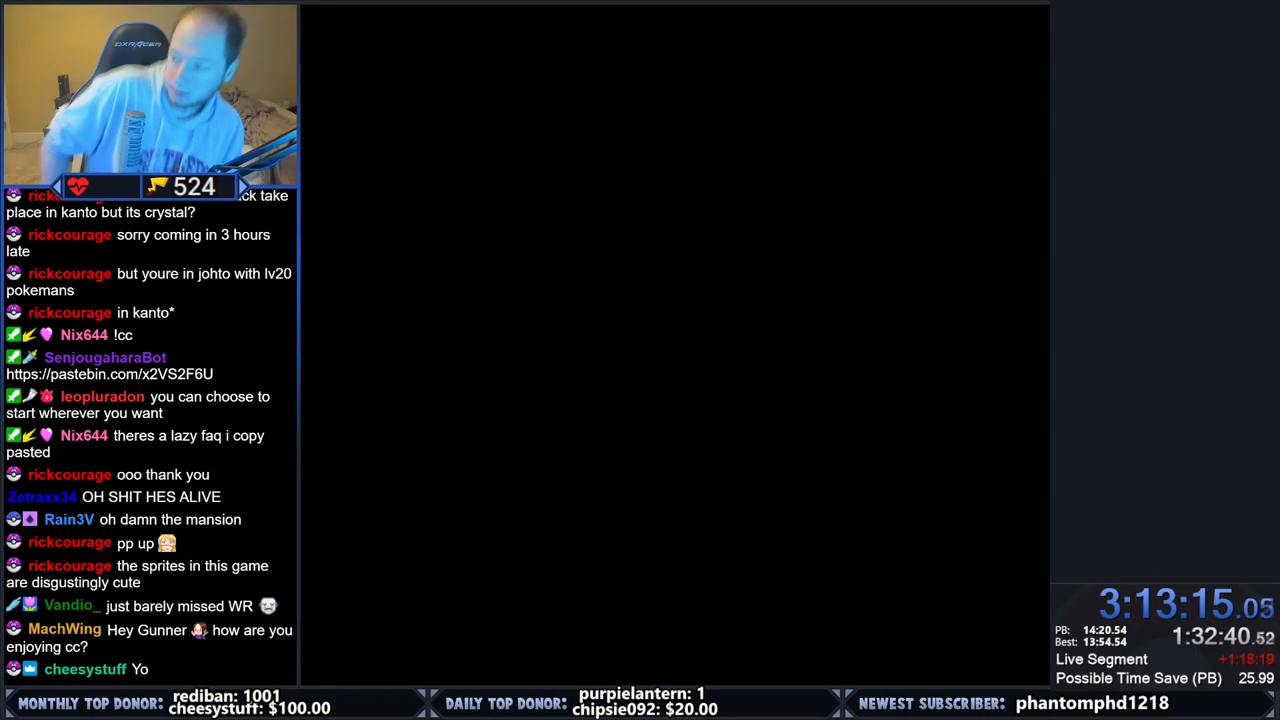 DXRACER
524
rick ck take
place in kanto but its crystal?
rickcourage sorry coming in 3 hours
late
rickcourage but youre in johto with lv20
pokemans
rickcourage in kanto*
Nix644 !cc
SenjougaharaBot
https://pastebin.com/x2VS2F6U
leopluradon you can choose to
start wherever you want
Nix644 theres a lazy faq i copy
pasted
rickcourage ooo thank you
Zetraxx34 OH SHIT HES ALIVE
Rain3V oh damn the mansion
rickcourage pp up
rickcourage the sprites in this game
are disgustingly cute
Vandio_ just barely missed WR
MachWing Hey Gunner how are you
enjoying cc?
cheesystuff Yo
3:13:15.05
PB: 14:20.54
Best: 13:54.54
1:32:40.52
Live Segment +1:18:19
Possible Time Save (PB) 25.99
MONTHLY TOP DONOR: rediban: 1001
cheesystuff: $100.00
DAILY TOP DONOR: purpielantern: 1
chipsie092: $20.00
NEWEST SUBSCRIBER: phantomphd1218